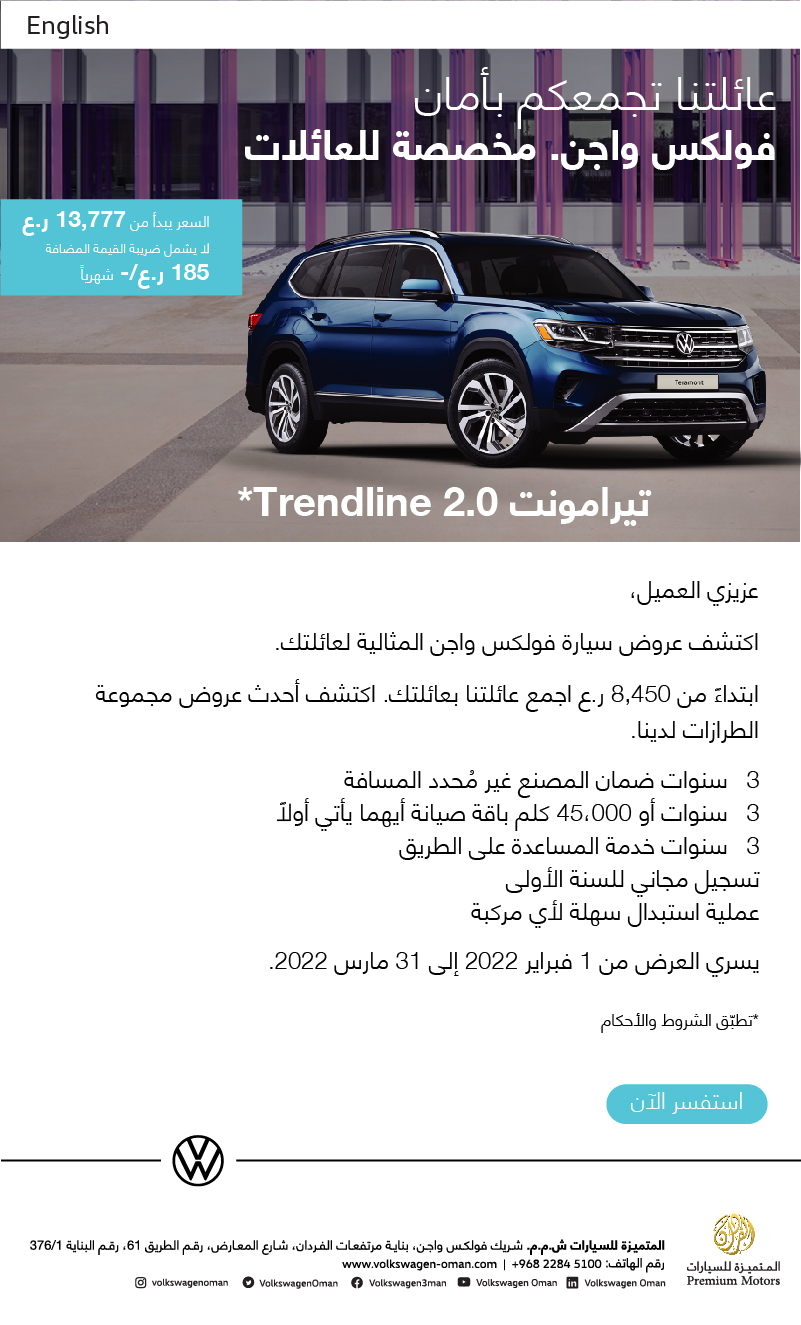 English
عائلتنا تجمعكم بأمان
فولكس واجن. مخصصة للعائلات
السعر يبدأ من 13,777 ر.ع
لا يشمل ضريبة القيمة المضافة
185 ر.ع/- شهرياً
Teramont
تيرامونت Trendline 2.0*
عزيزي العميل،
اكتشف عروض سيارة فولكس واجن المثالية لعائلتك.
ابتداءً من 8,450 ر.ع اجمع عائلتنا بعائلتك. اكتشف أحدث عروض مجموعة
الطرازات لدينا.
3 سنوات ضمان المصنع غير مُحدد المسافة
3 سنوات أو 45،000 كلم باقة صيانة أيهما يأتي أولاً
3 سنوات خدمة المساعدة على الطريق
تسجيل مجاني للسنة الأولى
عملية استبدال سهلة لأي مركبة
يسري العرض من 1 فبراير 2022 إلى 31 مارس 2022.
*تطبّق الشروط والأحكام
استفسر الآن
المتميزة للسيارات ش.م.م. شريك فولكس واجن، بناية مرتفعات الفردان، شارع المعارض، رقم الطريق 61، رقم البناية 376/1
رقم الهاتف: 5100 2284 968+ | www.volkswagen-oman.com
volkswagenoman VolkswagenOman Volkswagen3man Volkswagen Oman Volkswagen Oman
المتميزة للسيارات
Premium Motors